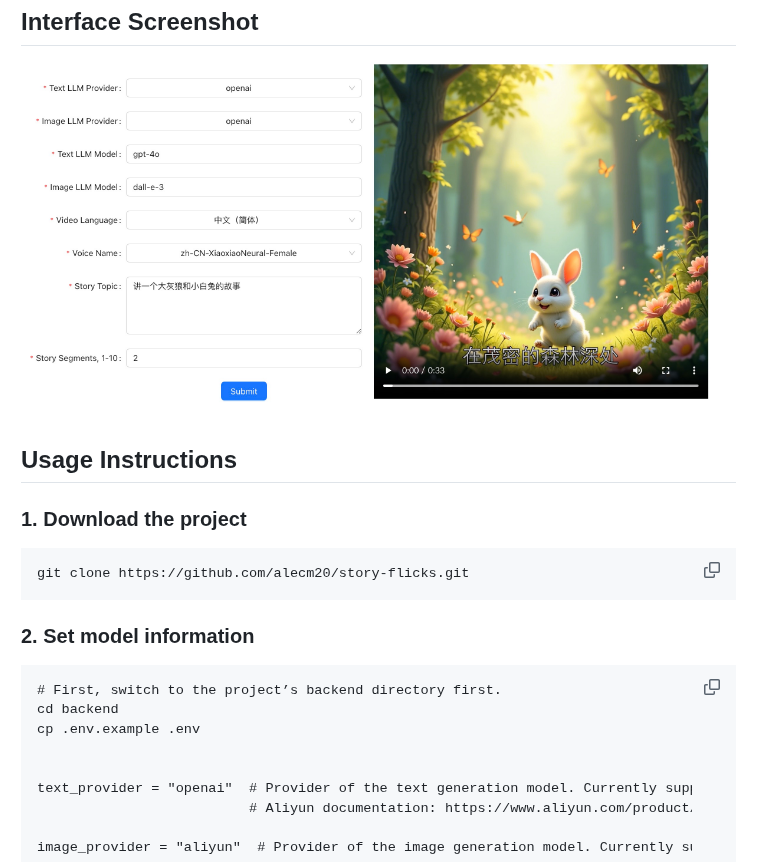 Interface Screenshot
* Text LLM Provider: openai
* Image LLM Provider: openai
* Text LLM Model: gpt-4o
* Image LLM Model: dall-e-3
* Video Language: 中文（简体）
* Voice Name: zh-CN-XiaoxiaoNeural-Female
* Story Topic: 讲一个大灰狼和小白兔的故事
* Story Segments, 1-10: 2
Submit
在茂密的森林深处
0:00 / 0:33
Usage Instructions
1. Download the project
git clone https://github.com/alecm20/story-flicks.git
2. Set model information
# First, switch to the project’s backend directory first.
cd backend
cp .env.example .env
text_provider = "openai"  # Provider of the text generation model. Currently supp
# Aliyun documentation: https://www.aliyun.com/product.
image_provider = "aliyun"  # Provider of the image generation model. Currently su